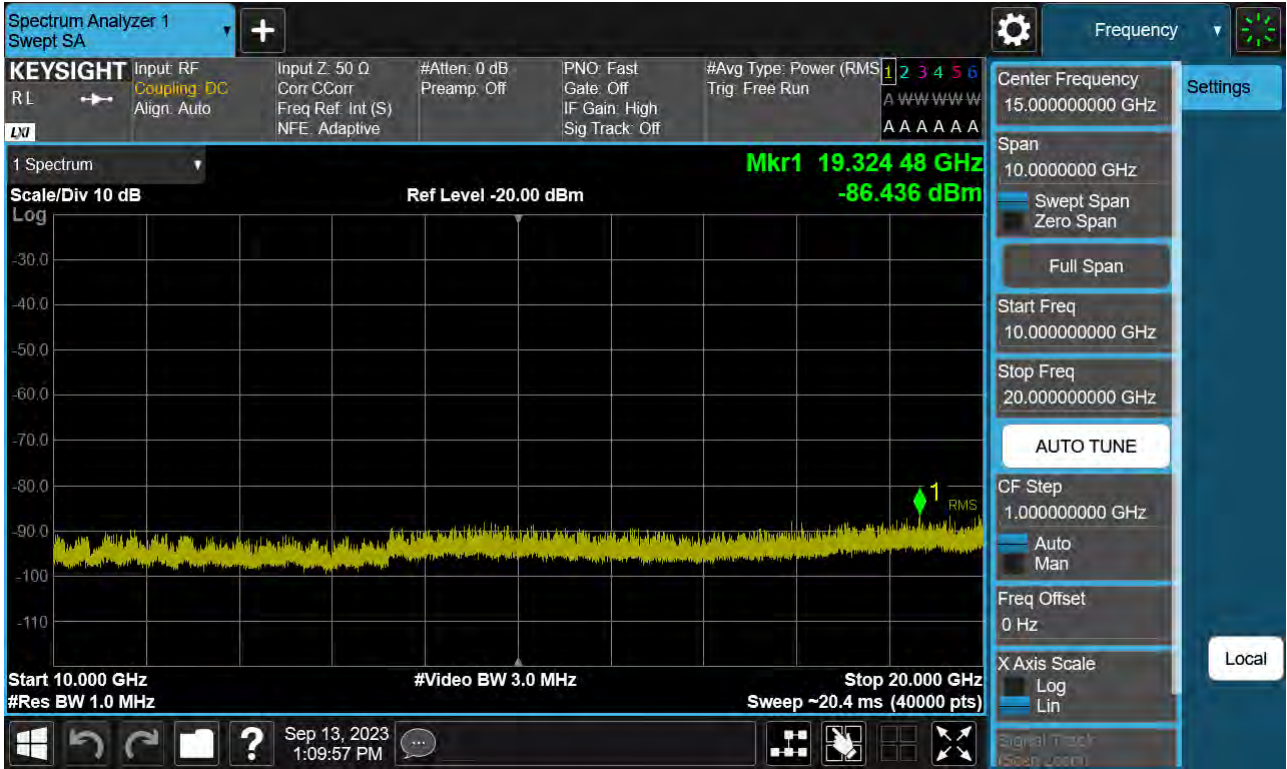 Spectrum Analyzer 1
Swept SA
+
Frequency
KEYSIGHT
R L
LXI
Input: RF
Coupling: DC
Align: Auto
Input Z: 50 Ω
Corr CCorr
Freq Ref: Int (S)
NFE: Adaptive
#Atten: 0 dB
Preamp: Off
PNO: Fast
Gate: Off
IF Gain: High
Sig Track: Off
#Avg Type: Power (RMS
Trig: Free Run
1 2 3 4 5 6
A W W W W W
A A A A A A
1 Spectrum
Scale/Div 10 dB
Log
Ref Level -20.00 dBm
Mkr1 19.324 48 GHz
-86.436 dBm
-30.0
-40.0
-50.0
-60.0
-70.0
-80.0
1
RMS
-90.0
-100
-110
Start 10.000 GHz
#Video BW 3.0 MHz
Stop 20.000 GHz
#Res BW 1.0 MHz
Sweep ~20.4 ms (40000 pts)
Center Frequency
15.000000000 GHz
Settings
Span
10.0000000 GHz
Swept Span
Zero Span
Full Span
Start Freq
10.000000000 GHz
Stop Freq
20.000000000 GHz
AUTO TUNE
CF Step
1.000000000 GHz
Auto
Man
Freq Offset
0 Hz
X Axis Scale
Log
Lin
Local
Signal Track
(Span Zoom)
?
Sep 13, 2023
1:09:57 PM